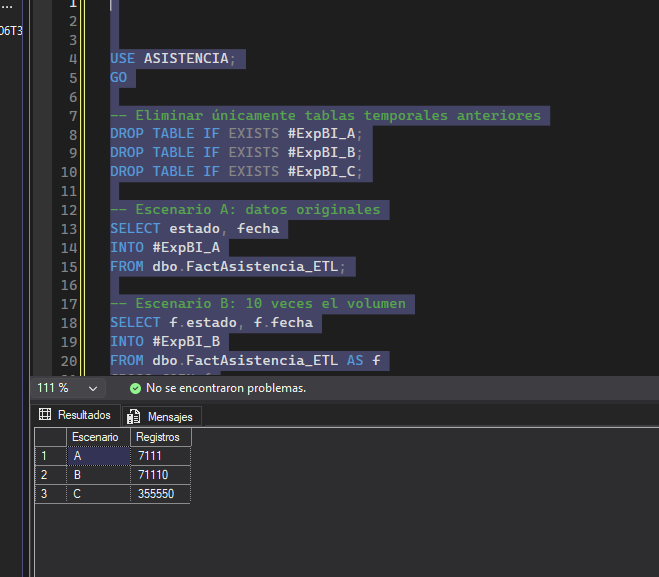 ...
06T3
1
2
3
4 USE ASISTENCIA;
5 GO
6
7 -- Eliminar únicamente tablas temporales anteriores
8 DROP TABLE IF EXISTS #ExpBI_A;
9 DROP TABLE IF EXISTS #ExpBI_B;
10 DROP TABLE IF EXISTS #ExpBI_C;
11
12 -- Escenario A: datos originales
13 SELECT estado, fecha
14 INTO #ExpBI_A
15 FROM dbo.FactAsistencia_ETL;
16
17 -- Escenario B: 10 veces el volumen
18 SELECT f.estado, f.fecha
19 INTO #ExpBI_B
20 FROM dbo.FactAsistencia_ETL AS f
111 % No se encontraron problemas.
Resultados Mensajes
Escenario Registros
1 A 7111
2 B 71110
3 C 355550